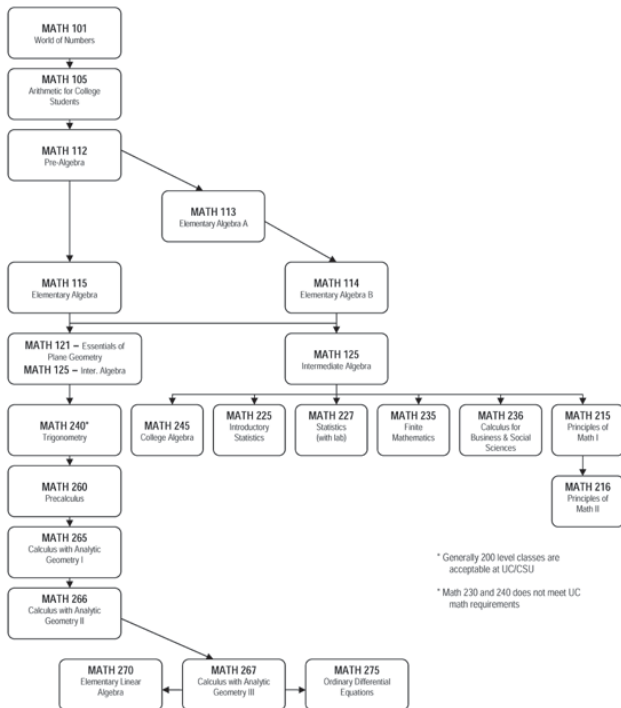 MATH 101
World of Numbers
MATH 105
Arithmetic for College
Students
MATH 112
Pre-Algebra
MATH 113
Elementary Algebra A
MATH 115
Elementary Algebra
MATH 114
Elementary Algebra B
MATH 121 – Essentials of
Plane Geometry
MATH 125 – Inter. Algebra
MATH 125
Intermediate Algebra
MATH 240*
Trigonometry
MATH 245
College Algebra
MATH 225
Introductory
Statistics
MATH 227
Statistics
(with lab)
MATH 235
Finite
Mathematics
MATH 236
Calculus for
Business & Social
Sciences
MATH 215
Principles of
Math I
MATH 260
Precalculus
MATH 216
Principles of
Math II
MATH 265
Calculus with Analytic
Geometry I
* Generally 200 level classes are
acceptable at UC/CSU
* Math 230 and 240 does not meet UC
math requirements
MATH 266
Calculus with Analytic
Geometry II
MATH 270
Elementary Linear
Algebra
MATH 267
Calculus with Analytic
Geometry III
MATH 275
Ordinary Differential
Equations